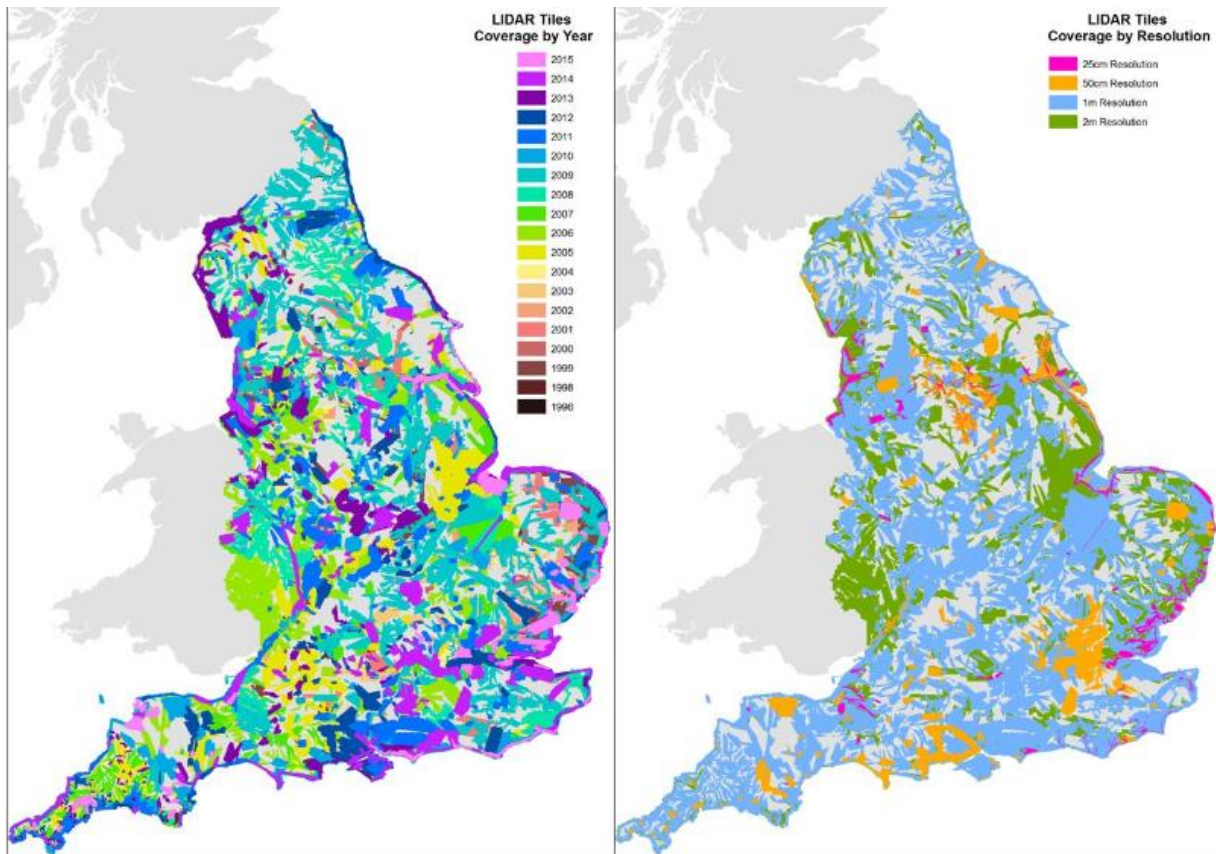 LIDAR Tiles
Coverage by Year
2015
2014
2013
2012
2011
2010
2009
2008
2007
2006
2005
2004
2003
2002
2001
2000
1999
1998
1996
LIDAR Tiles
Coverage by Resolution
25cm Resolution
50cm Resolution
1m Resolution
2m Resolution